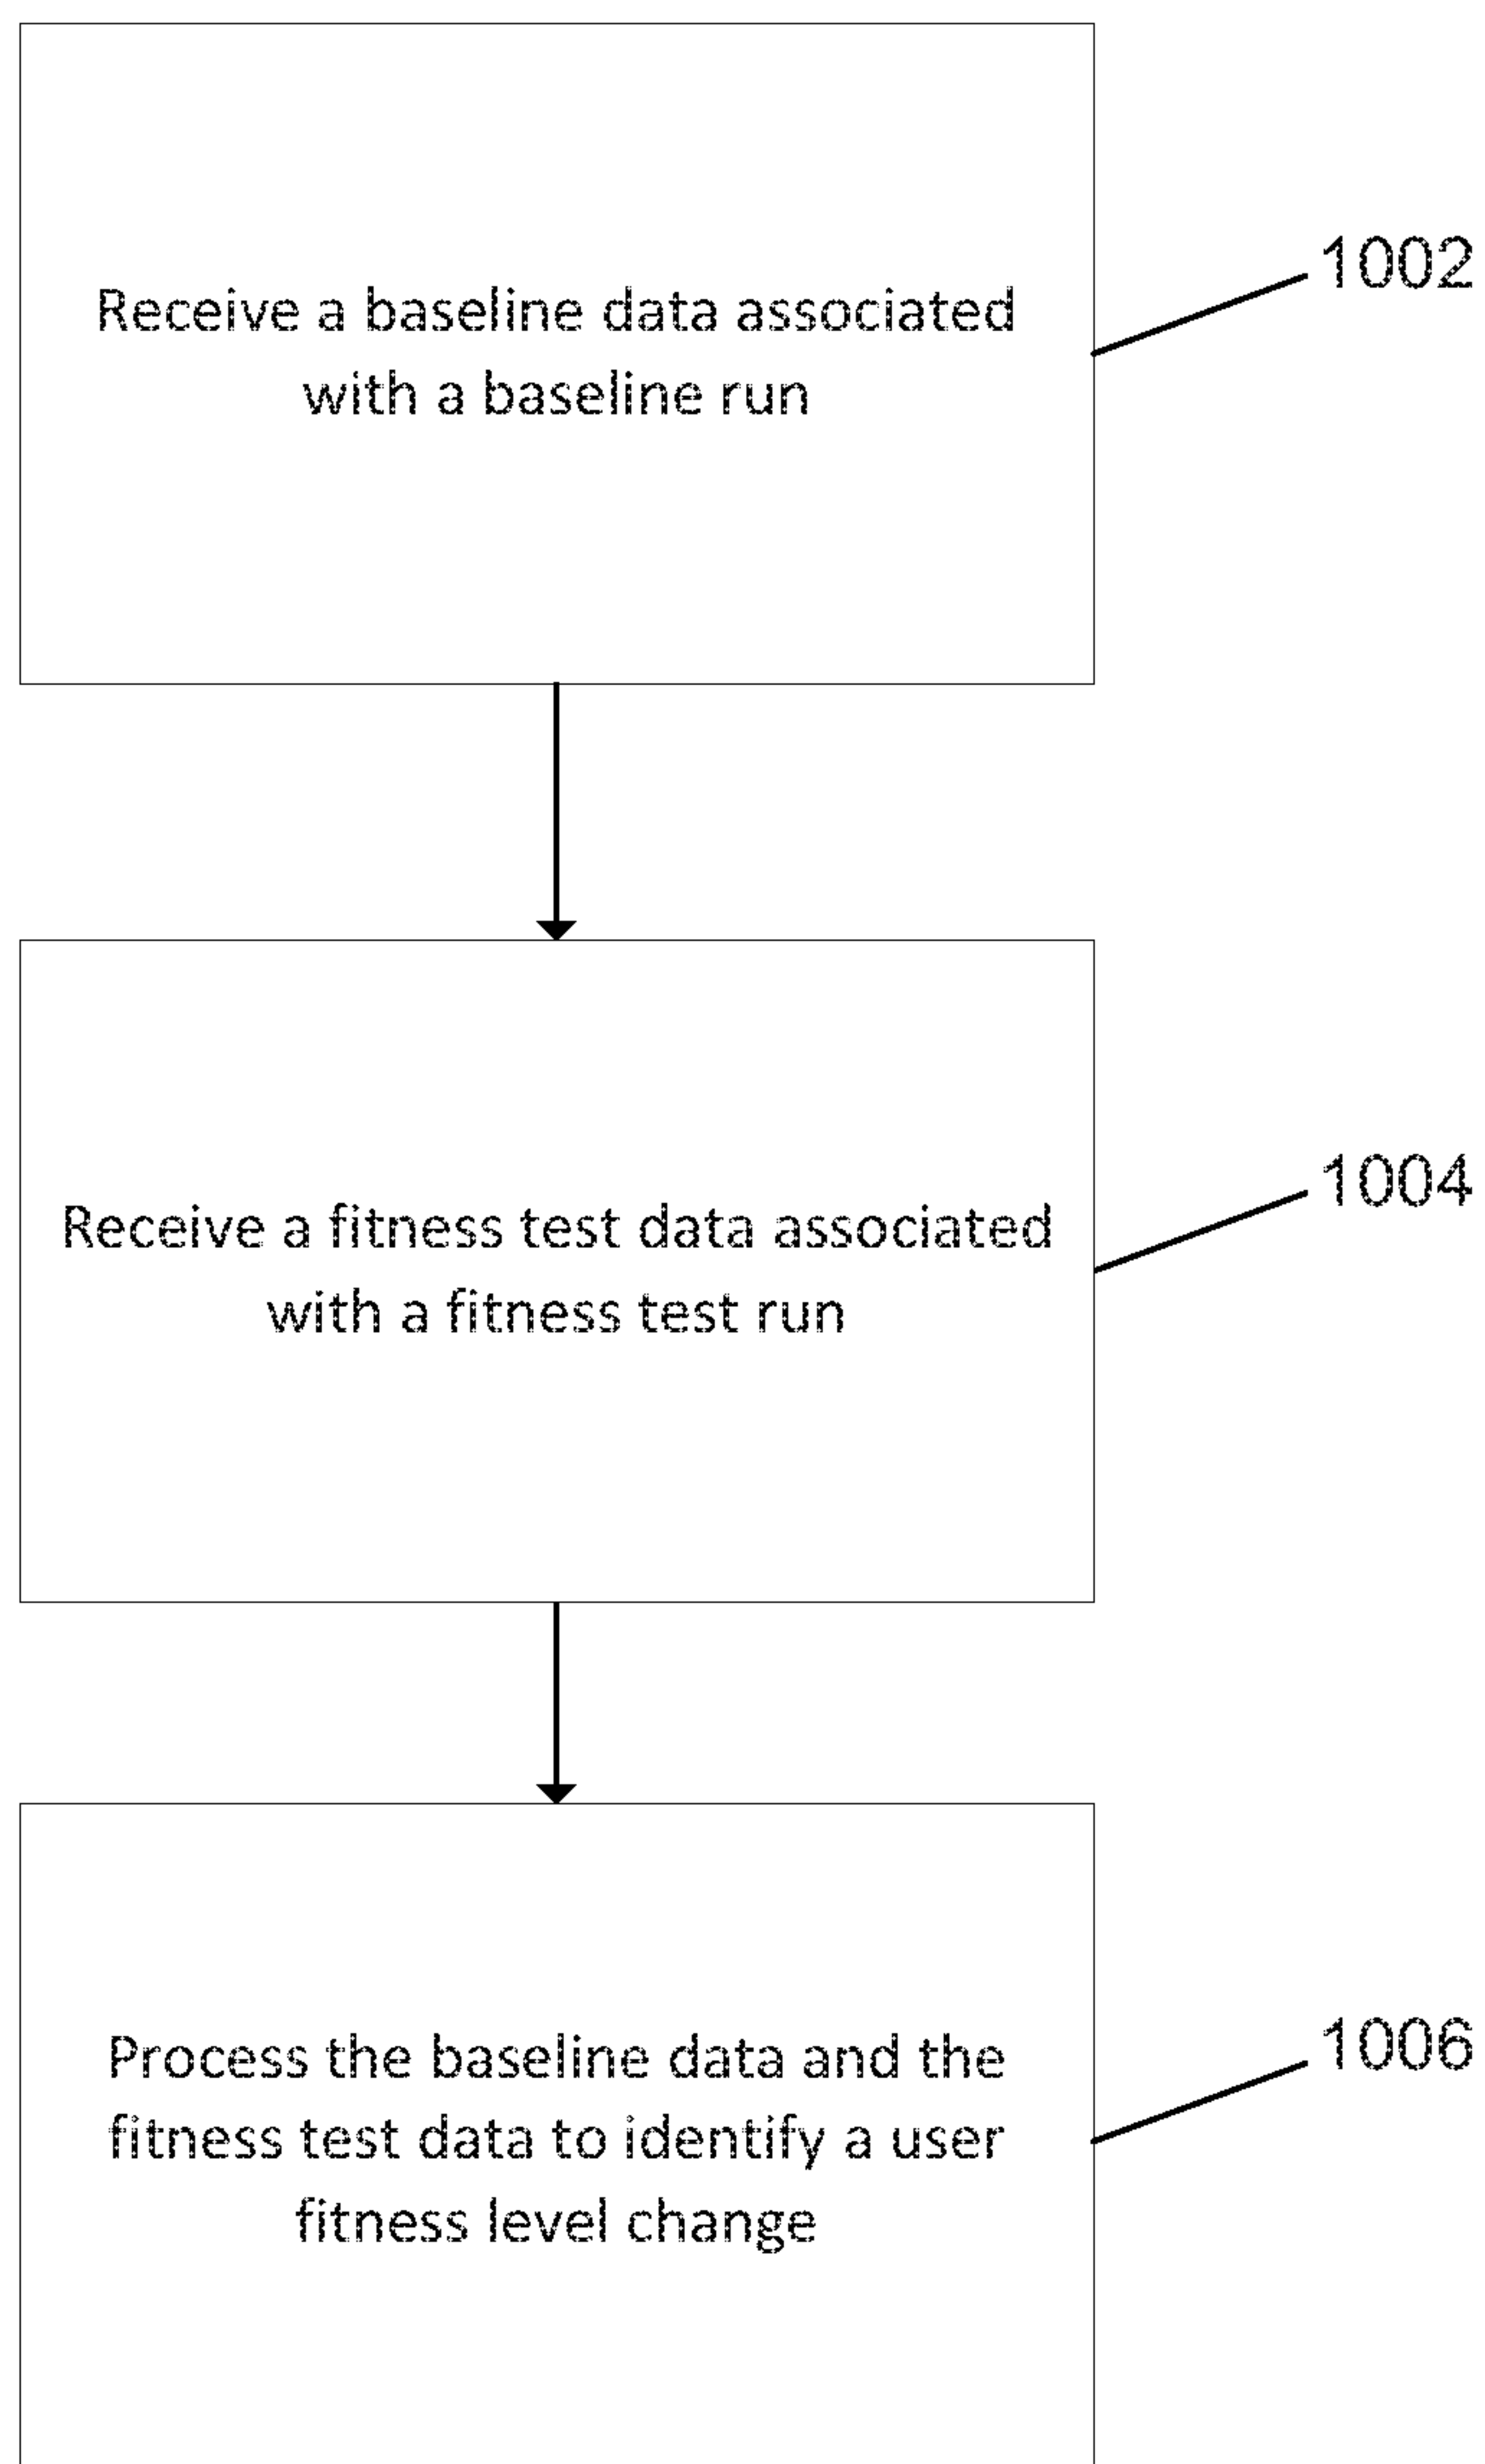 Receive a baseline data associated
with a baseline run
1002
Receive a fitness test data associated
with a fitness test run
1004
Process the baseline data and the
fitness test data to identify a user
fitness level change
1006